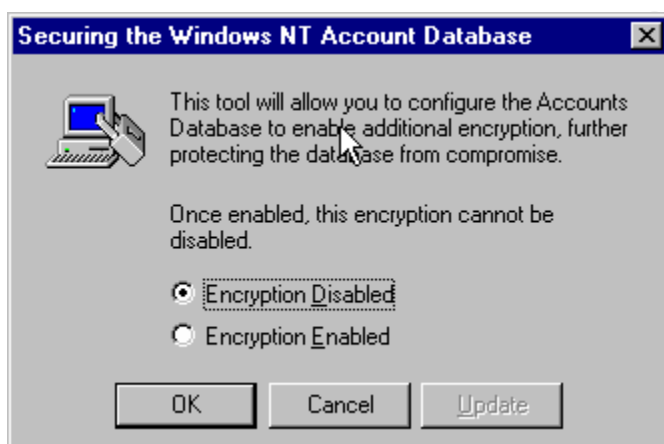 Securing the Windows NT Account Database
This tool will allow you to configure the Accounts
Database to enable additional encryption, further
protecting the database from compromise.
Once enabled, this encryption cannot be
disabled.
Encryption Disabled
Encryption Enabled
OK Cancel Update